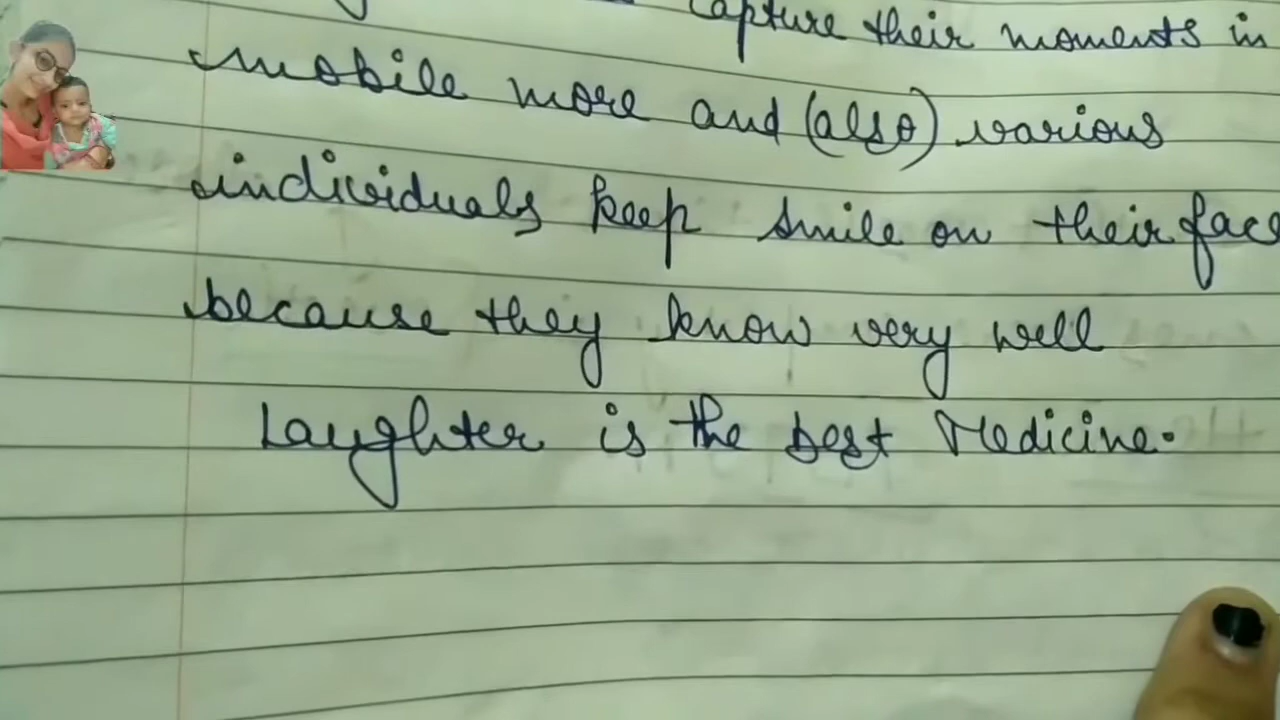 Capture their moments in
mobile more and (also) various
individuals keep smile on their face
because they know very well
Laughter is the best Medicine.